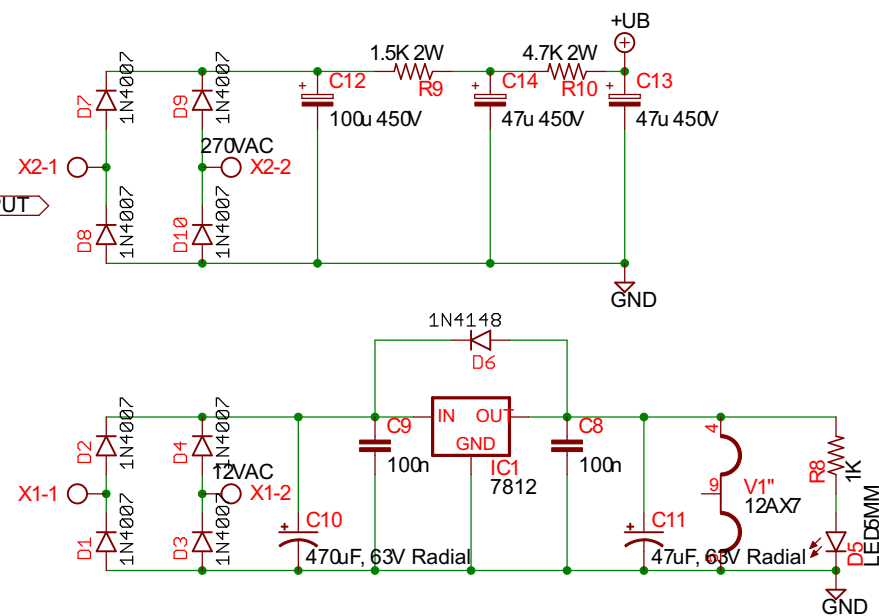 +UB
1.5K 2W
4.7K 2W
D7
1N4007
D9
1N4007
C12
R9
C14
R10
C13
100u 450V
47u 450V
47u 450V
270VAC
X2-1
X2-2
UT
D8
1N4007
D10
1N4007
GND
1N4148
D6
D2
1N4007
D4
1N4007
C9
IN
OUT
GND
C8
100n
IC1
7812
100n
4
R8
1K
12VAC
X1-1
X1-2
9
V1"
12AX7
D1
1N4007
D3
1N4007
C10
470uF, 63V Radial
C11
47uF, 63V Radial
D5
LED5MM
GND